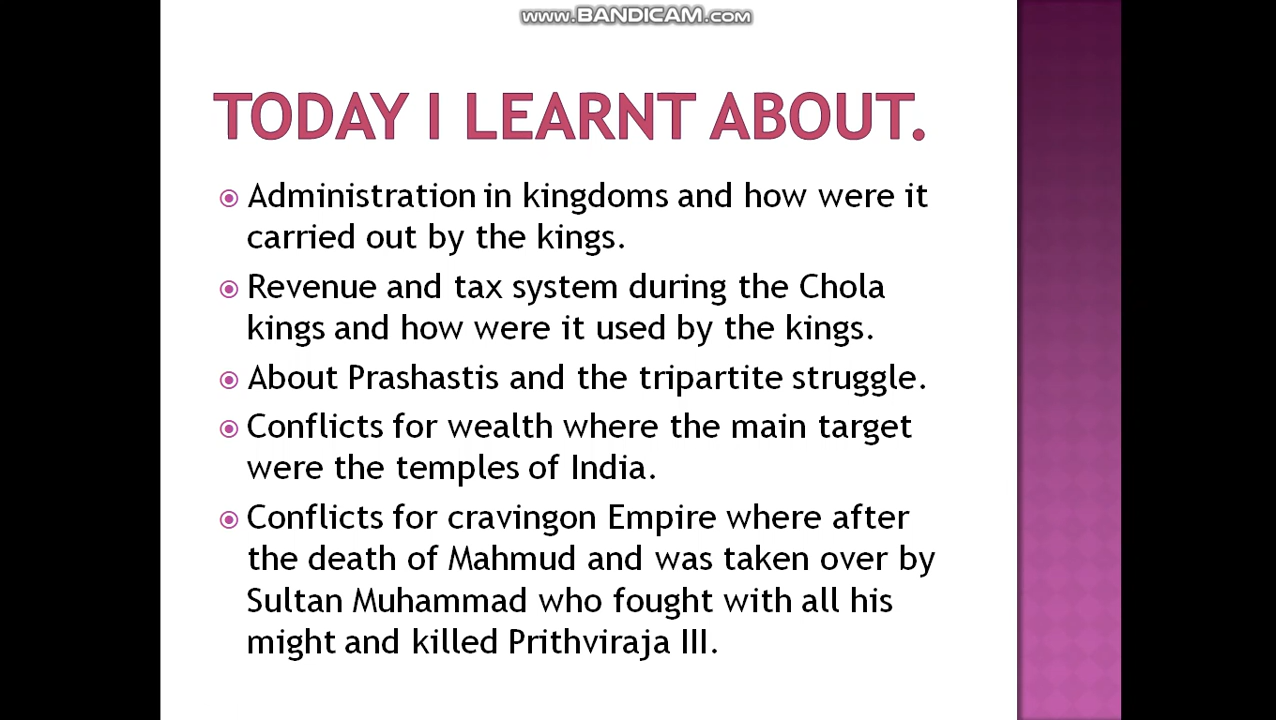 www.BANDICAM.com
TODAY I LEARNT ABOUT.
Administration in kingdoms and how were it
carried out by the kings.
Revenue and tax system during the Chola
kings and how were it used by the kings.
About Prashastis and the tripartite struggle.
Conflicts for wealth where the main target
were the temples of India.
Conflicts for cravingon Empire where after
the death of Mahmud and was taken over by
Sultan Muhammad who fought with all his
might and killed Prithviraja III.